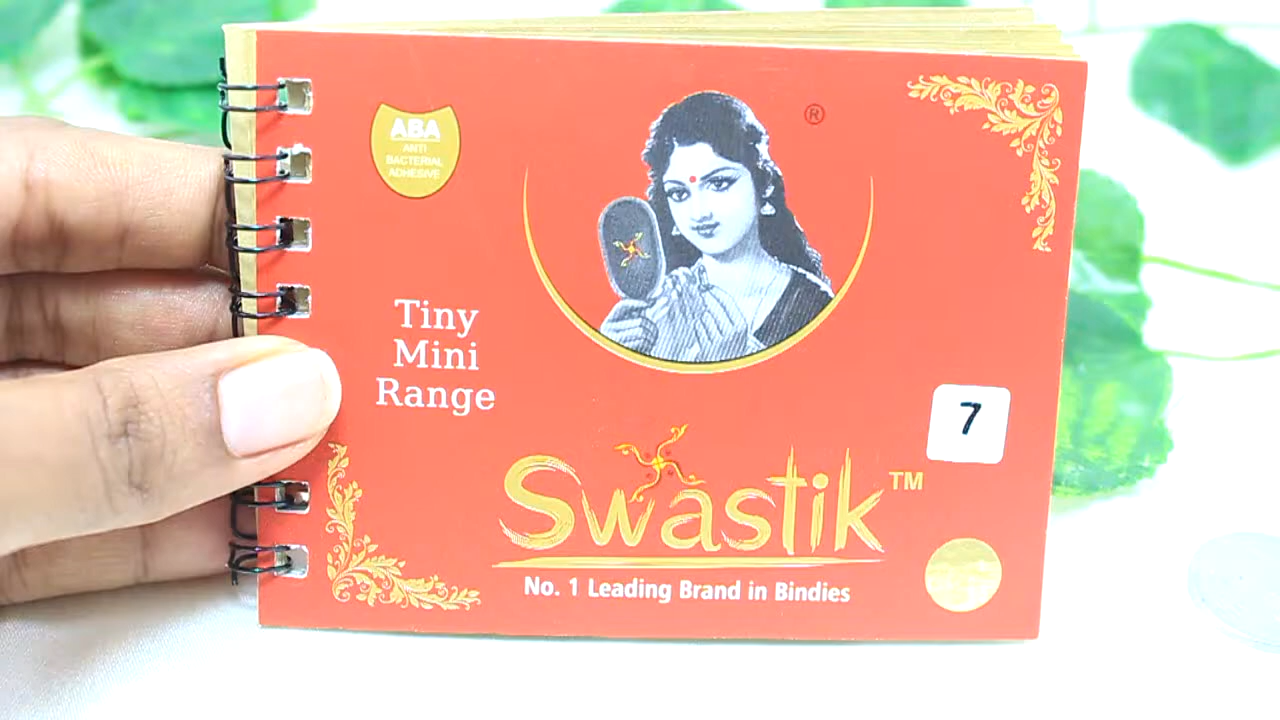 ABA
ANTI
BACTERIAL
ADHESIVE
®
Tiny
Mini
Range
7
Swastik™
No. 1 Leading Brand in Bindies